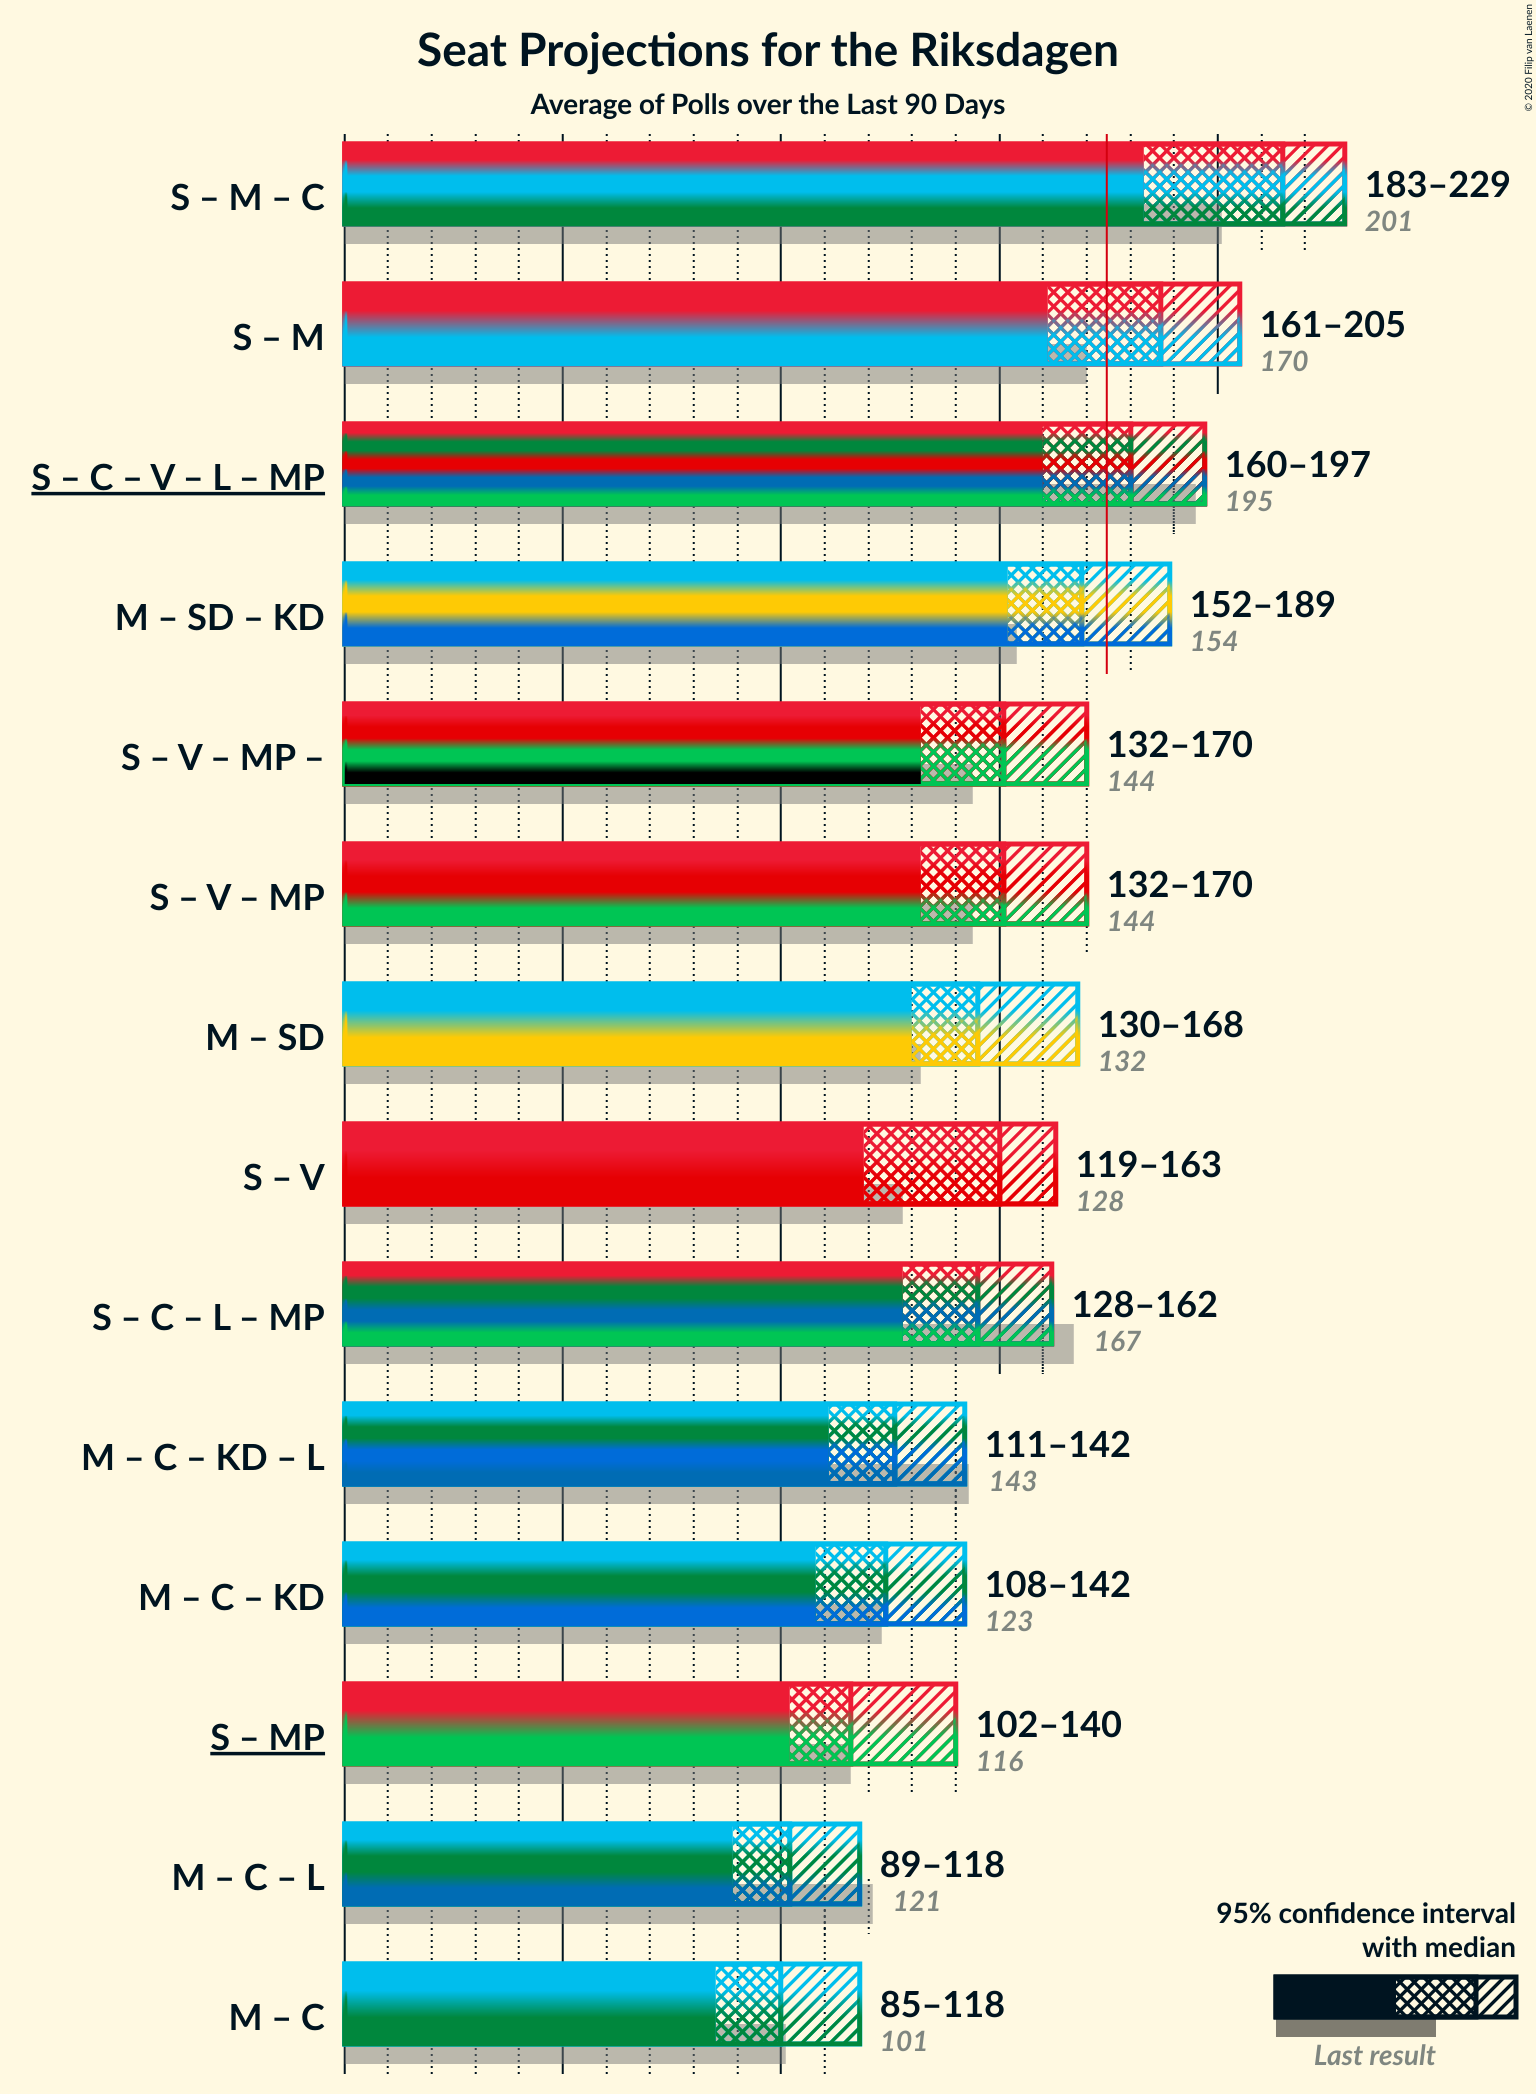 Seat Projections for the Riksdagen
Average of Polls over the Last 90 Days
© 2020 Filip van Laenen
S – M – C
183–229
201
S – M
161–205
170
S – C – V – L – MP
160–197
195
M – SD – KD
152–189
154
S – V – MP –
132–170
144
S – V – MP
132–170
144
M – SD
130–168
132
S – V
119–163
128
S – C – L – MP
128–162
167
M – C – KD – L
111–142
143
M – C – KD
108–142
123
S – MP
102–140
116
M – C – L
89–118
121
M – C
85–118
101
95% confidence interval
with median
Last result